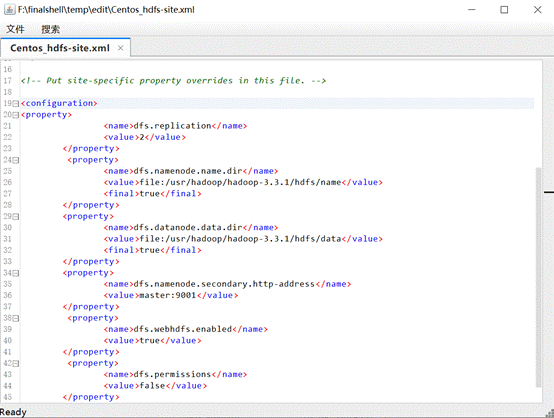 F:\finalshell\temp\edit\Centos_hdfs-site.xml
文件 搜索
Centos_hdfs-site.xml
16
17 <!-- Put site-specific property overrides in this file. -->
18
19 <configuration>
20 <property>
21 <name>dfs.replication</name>
22 <value>2</value>
23 </property>
24 <property>
25 <name>dfs.namenode.name.dir</name>
26 <value>file:/usr/hadoop/hadoop-3.3.1/hdfs/name</value>
27 <final>true</final>
28 </property>
29 <property>
30 <name>dfs.datanode.data.dir</name>
31 <value>file:/usr/hadoop/hadoop-3.3.1/hdfs/data</value>
32 <final>true</final>
33 </property>
34 <property>
35 <name>dfs.namenode.secondary.http-address</name>
36 <value>master:9001</value>
37 </property>
38 <property>
39 <name>dfs.webhdfs.enabled</name>
40 <value>true</value>
41 </property>
42 <property>
43 <name>dfs.permissions</name>
44 <value>false</value>
45 </property>
Ready